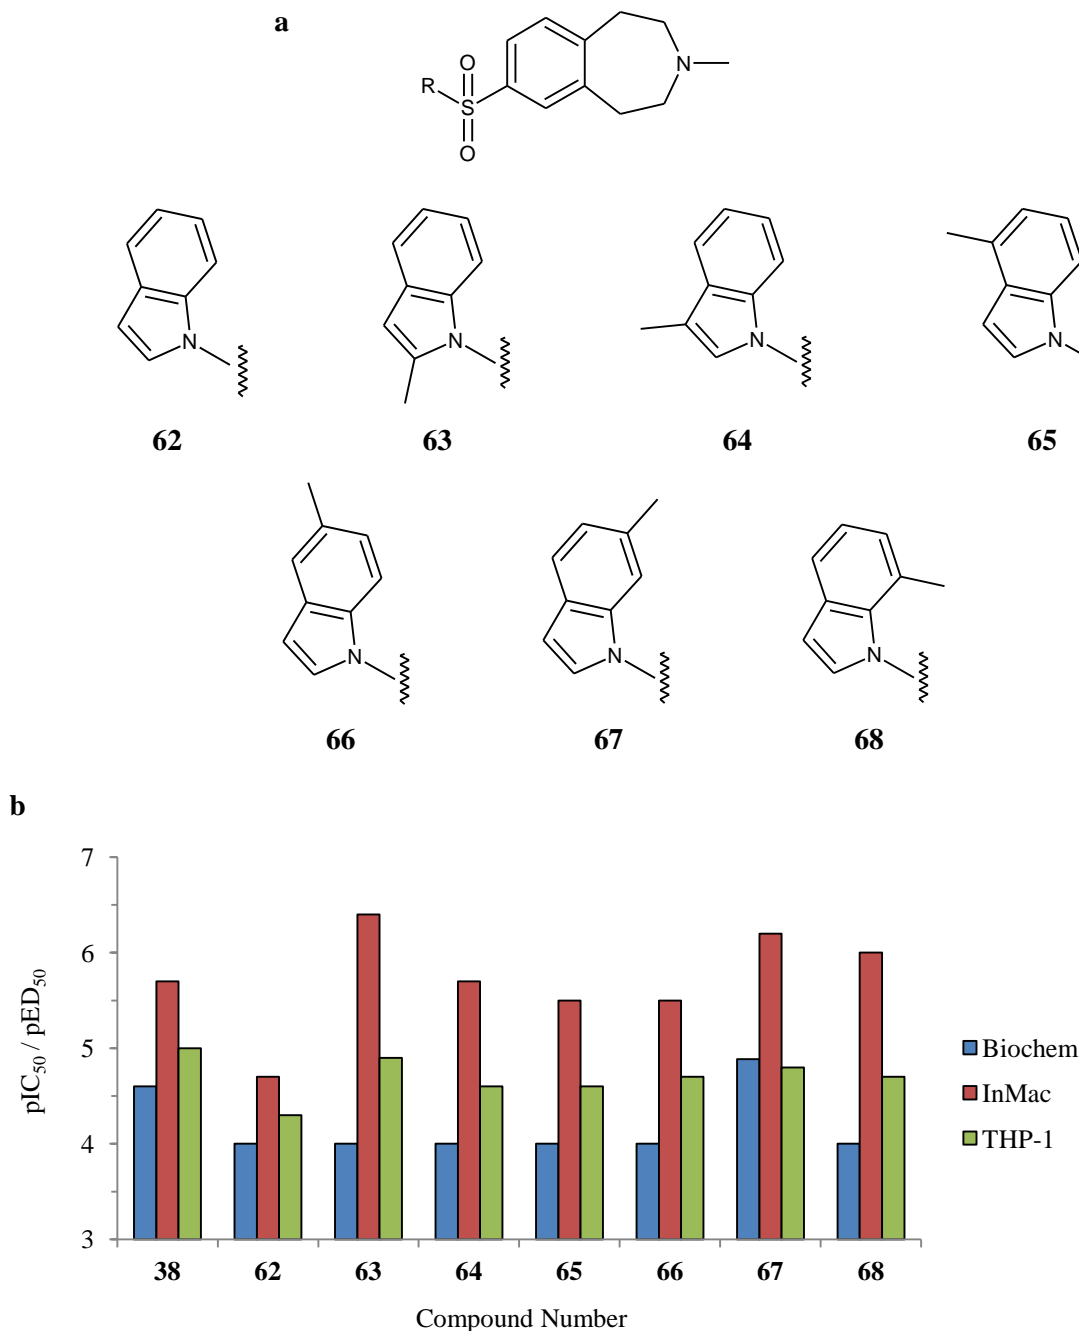 a
O
R
S
O
N
N
N
N
N
62
63
64
65
N
N
N
66
67
68
b
pIC50 / pED50
7
6
5
4
3
38 62 63 64 65 66 67 68
Compound Number
Biochem
InMac
THP-1